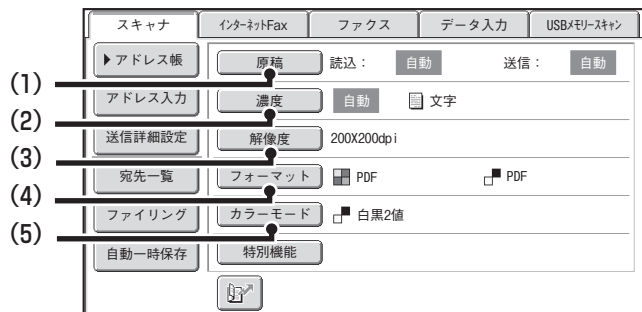 スキャナ インターネットFax ファクス データ入力 USBメモリースキャン
アドレス帳 原稿 読込： 自動 送信： 自動
(1)
アドレス入力 濃度 自動 文字
(2)
送信詳細設定 解像度 200X200dpi
(3)
宛先一覧 フォーマット PDF PDF
(4)
ファイリング カラーモード 白黒2値
(5)
自動一時保存 特別機能